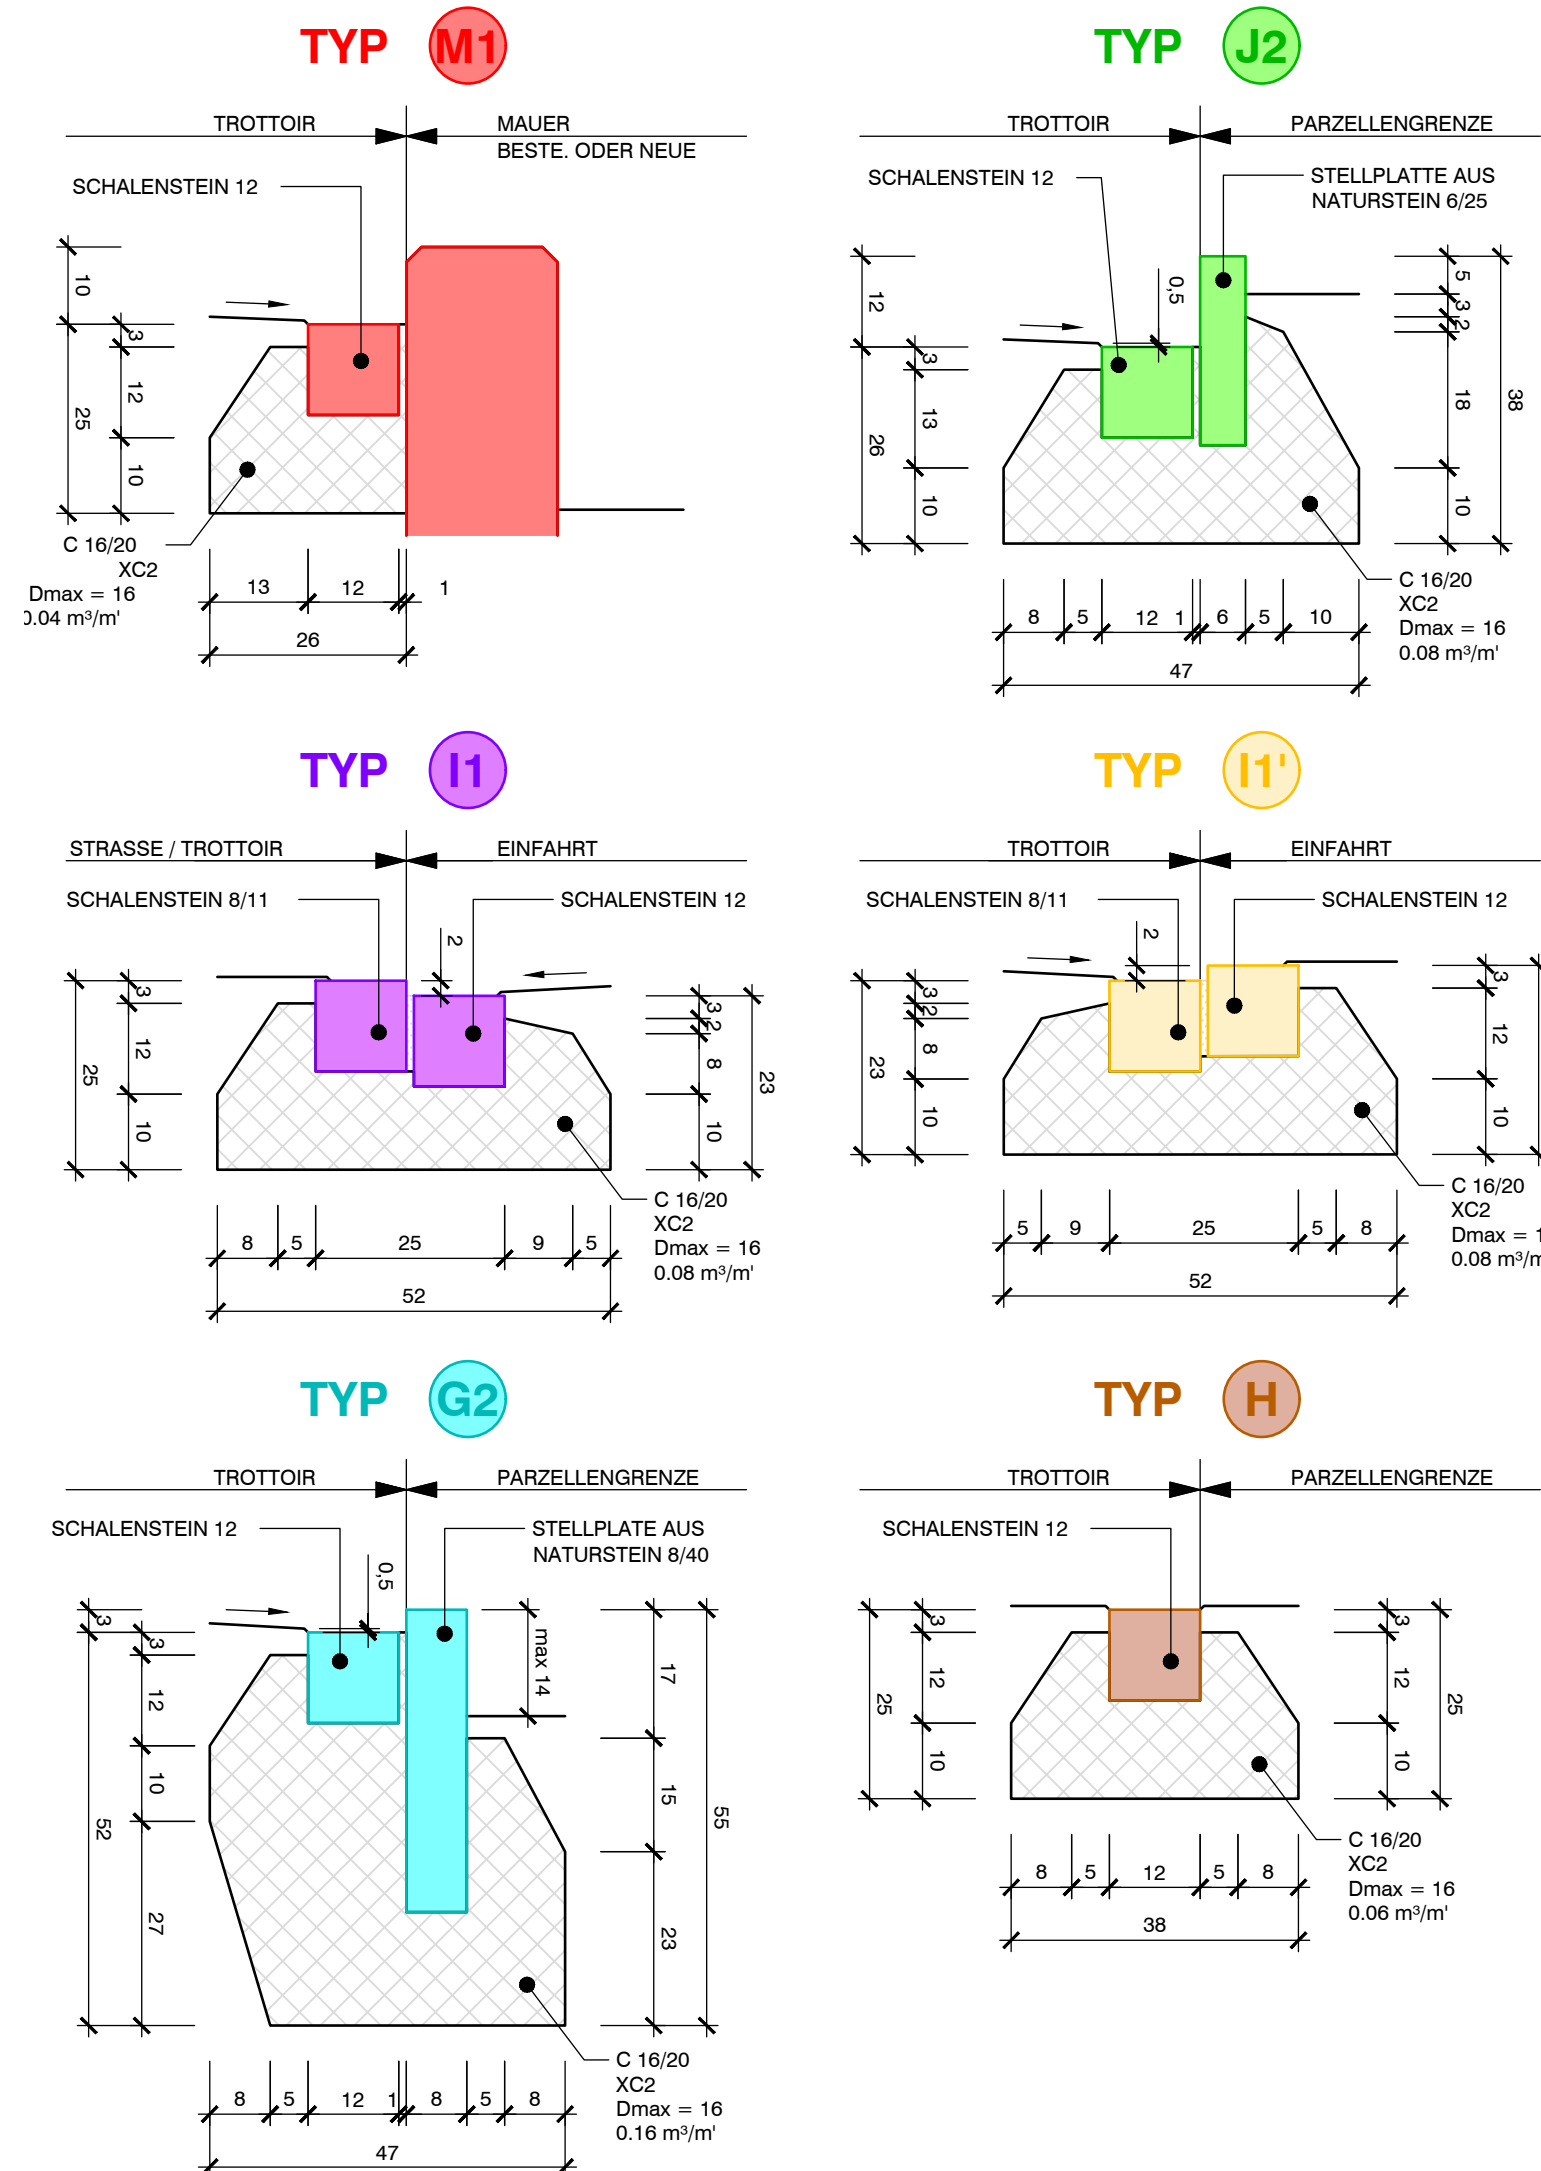 TYP M1
TROTTOIR
MAUER
BESTE. ODER NEUE
SCHALENSTEIN 12
10
25
3
12
10
C 16/20
XC2
Dmax = 16
0.04 m³/m'
13 12 1
26
TYP J2
TROTTOIR
PARZELLENGRENZE
SCHALENSTEIN 12
STELLPLATTE AUS
NATURSTEIN 6/25
0,5
12
26
3
13
10
5
3
2
18
10
38
C 16/20
XC2
Dmax = 16
0.08 m³/m'
8 5 12 1 6 5 10
47
TYP I1
STRASSE / TROTTOIR
EINFAHRT
SCHALENSTEIN 8/11
SCHALENSTEIN 12
2
25
3
12
10
3
2
8
10
23
C 16/20
XC2
Dmax = 16
0.08 m³/m'
8 5 25 9 5
52
TYP I1'
TROTTOIR
EINFAHRT
SCHALENSTEIN 8/11
SCHALENSTEIN 12
2
23
3
2
8
10
3
12
10
C 16/20
XC2
Dmax = 1
0.08 m³/m
5 9 25 5 8
52
TYP G2
TROTTOIR
PARZELLENGRENZE
SCHALENSTEIN 12
STELLPLATE AUS
NATURSTEIN 8/40
0,5
3
52
3
12
10
27
max 14
17
15
23
55
C 16/20
XC2
Dmax = 16
0.16 m³/m'
8 5 12 1 8 5 8
47
TYP H
TROTTOIR
PARZELLENGRENZE
SCHALENSTEIN 12
25
3
12
10
3
12
10
25
C 16/20
XC2
Dmax = 16
0.06 m³/m'
8 5 12 5 8
38